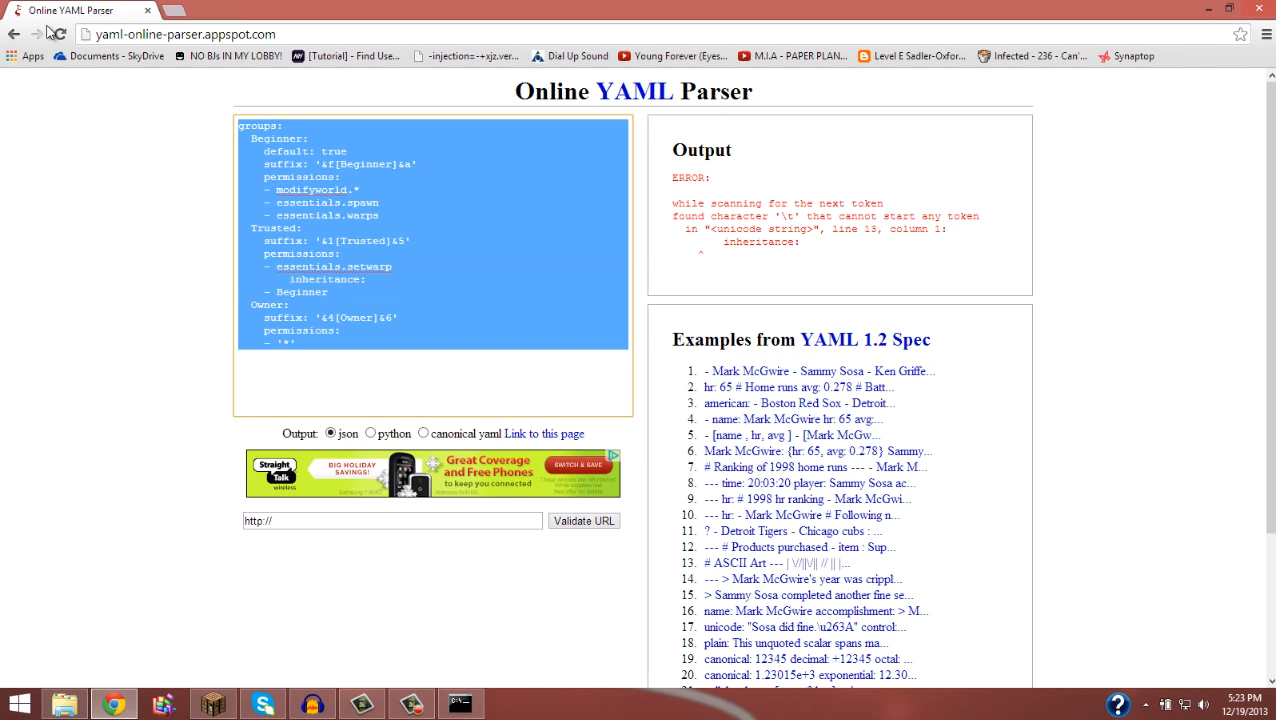 Online YAML Parser
yaml-online-parser.appspot.com
Apps
Documents - SkyDrive
NO BJs IN MY LOBBY!
[Tutorial] - Find Use...
-injection=-+xjz.ver...
Dial Up Sound
Young Forever (Eyes...
M.I.A - PAPER PLAN...
Level E Sadler-Oxfor...
Infected - 236 - Can'...
Synaptop
Online YAML Parser
groups:
Beginner:
default: true
suffix: '&f[Beginner]&a'
permissions:
- modifyworld.*
- essentials.spawn
- essentials.warps
Trusted:
suffix: '&1[Trusted]&5'
permissions:
- essentials.setwarp
inheritance:
- Beginner
Owner:
suffix: '&4[Owner]&6'
permissions:
- '*'
Output: json python canonical yaml Link to this page
Straight Talk wireless
BIG HOLIDAY SAVINGS!
Great Coverage and Free Phones
to keep you connected
SWITCH & SAVE
http://
Validate URL
Output
ERROR:
while scanning for the next token
found character '\t' that cannot start any token
in "<unicode string>", line 13, column 1:
inheritance:
^
Examples from YAML 1.2 Spec
1. - Mark McGwire - Sammy Sosa - Ken Griffe...
2. hr: 65 # Home runs avg: 0.278 # Batt...
3. american: - Boston Red Sox - Detroit...
4. - name: Mark McGwire hr: 65 avg:...
5. - [name , hr, avg ] - [Mark McGw...
6. Mark McGwire: {hr: 65, avg: 0.278} Sammy...
7. # Ranking of 1998 home runs --- - Mark M...
8. --- time: 20:03:20 player: Sammy Sosa ac...
9. --- hr: # 1998 hr ranking - Mark McGwi...
10. --- hr: - Mark McGwire # Following n...
11. ? - Detroit Tigers - Chicago cubs : ...
12. --- # Products purchased - item : Sup...
13. # ASCII Art --- | \//||\/|| // || ||...
14. --- > Mark McGwire's year was crippl...
15. > Sammy Sosa completed another fine se...
16. name: Mark McGwire accomplishment: > M...
17. unicode: "Sosa did fine.\u263A" control:...
18. plain: This unquoted scalar spans ma...
19. canonical: 12345 decimal: +12345 octal: ...
20. canonical: 1.23015e+3 exponential: 12.30...
5:23 PM
12/19/2013